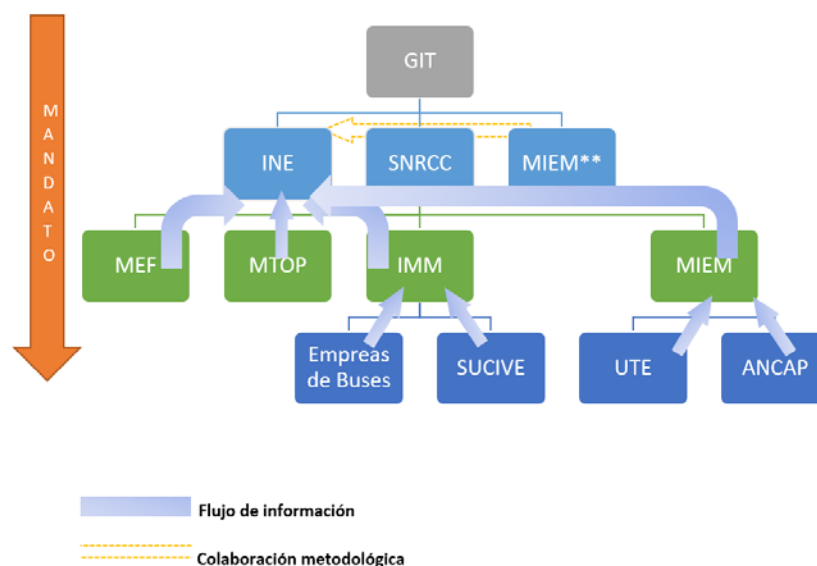 MANDATO
GIT
INE
SNRCC
MIEM**
MEF
MTOP
IMM
MIEM
Empreas
de Buses
SUCIVE
UTE
ANCAP
Flujo de información
Colaboración metodológica